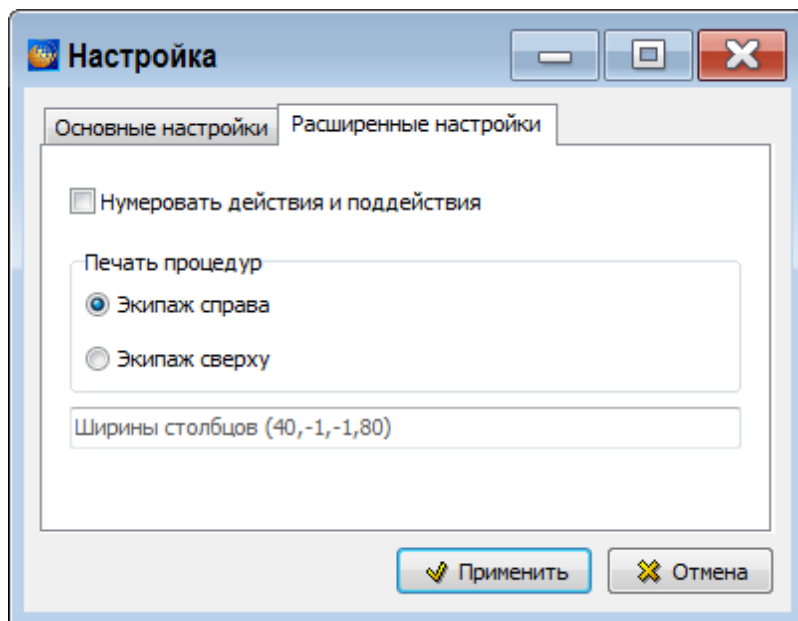 Настройка
Основные настройки
Расширенные настройки
Нумеровать действия и поддействия
Печать процедур
Экипаж справа
Экипаж сверху
Ширины столбцов (40,-1,-1,80)
Применить
Отмена